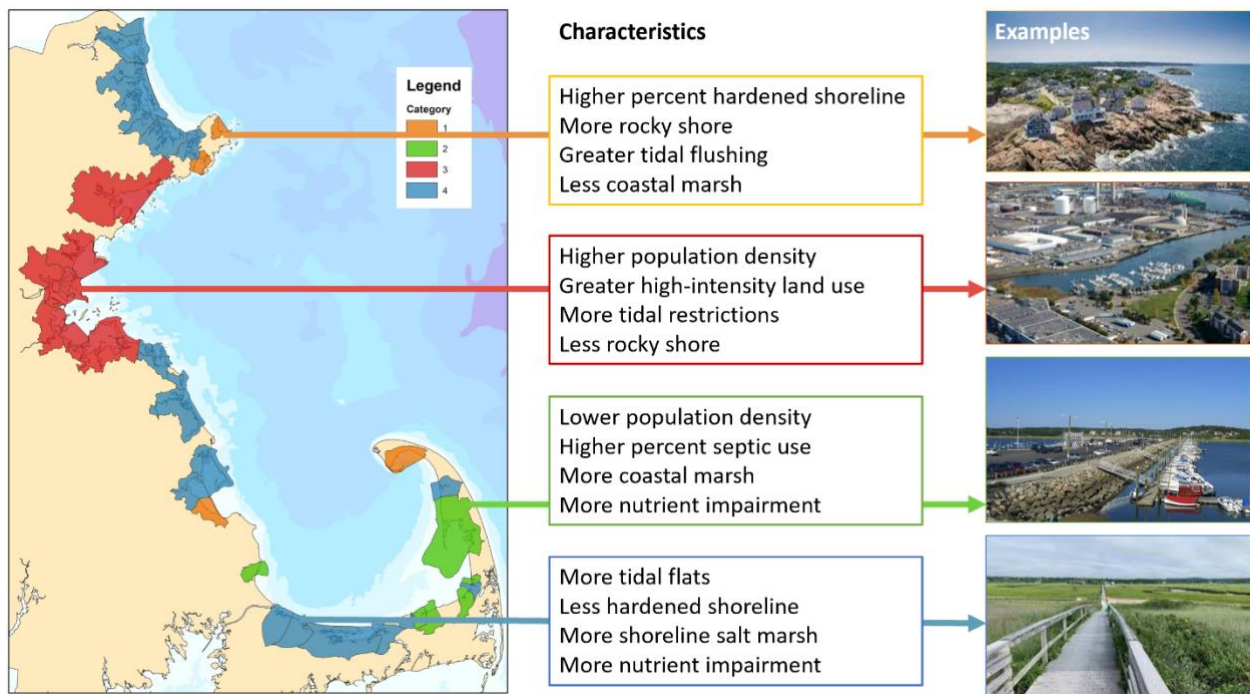 Legend
Category
1
2
3
4
Characteristics
Examples
Higher percent hardened shoreline
More rocky shore
Greater tidal flushing
Less coastal marsh
Higher population density
Greater high-intensity land use
More tidal restrictions
Less rocky shore
Lower population density
Higher percent septic use
More coastal marsh
More nutrient impairment
More tidal flats
Less hardened shoreline
More shoreline salt marsh
More nutrient impairment